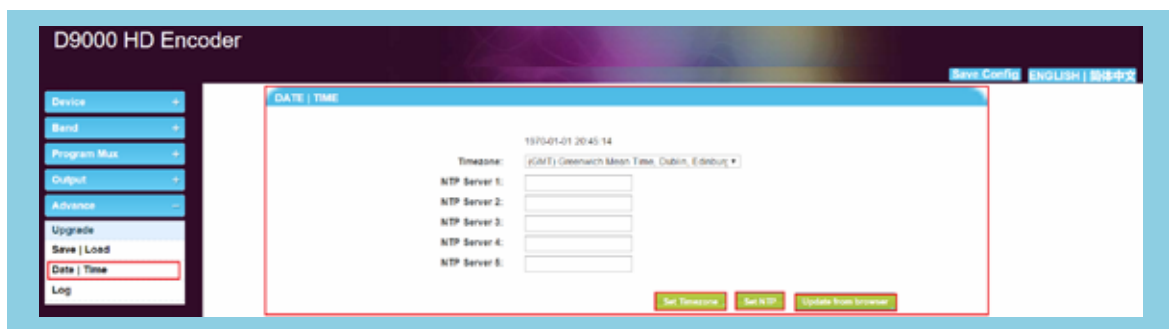 D9000 HD Encoder
Save Config ENGLISH | 简体中文
Device +
Band +
Program Mux +
Output +
Advance −
Upgrade
Save | Load
Date | Time
Log
DATE | TIME
1970-01-01 20:45:14
Timezone: (GMT) Greenwich Mean Time, Dublin, Edinburg
NTP Server 1:
NTP Server 2:
NTP Server 3:
NTP Server 4:
NTP Server 5:
Set Timezone Set NTP Update from browser